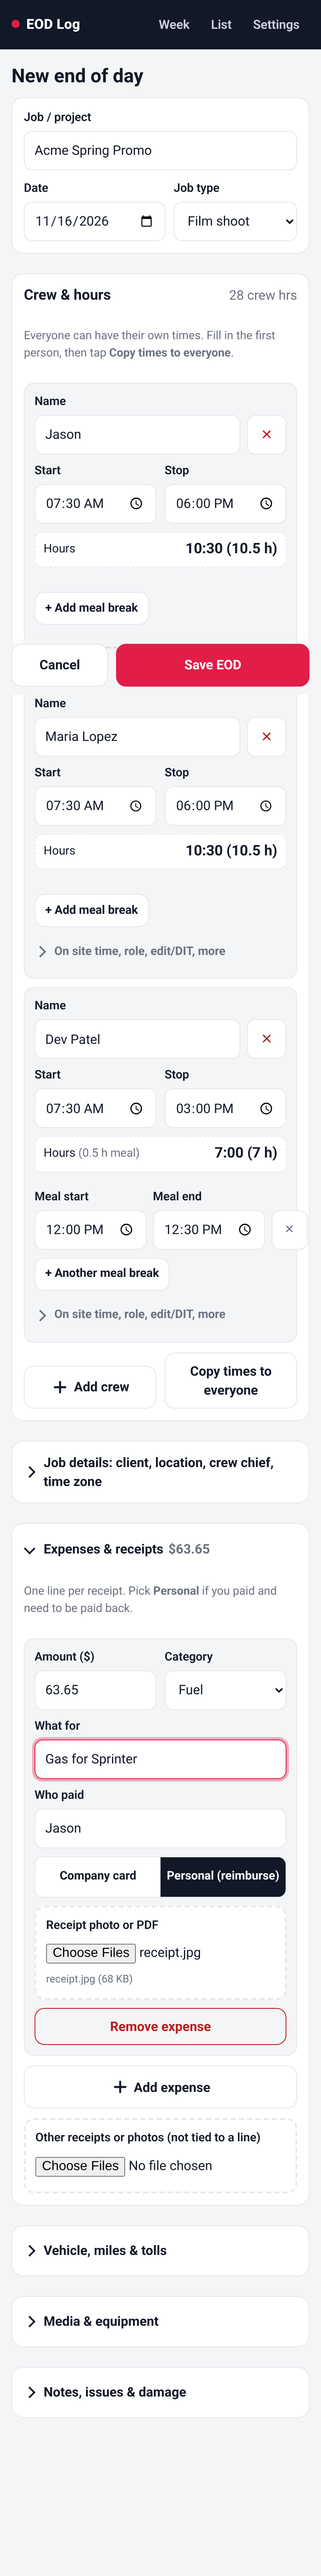 EOD Log
Week
List
Settings
New end of day
Job / project
Acme Spring Promo
Date
Job type
11/16/2026
Film shoot
Crew & hours
28 crew hrs
Everyone can have their own times. Fill in the first
person, then tap Copy times to everyone.
Name
Jason
×
Start
Stop
07:30 AM
06:00 PM
Hours
10:30 (10.5 h)
+ Add meal break
Cancel
Save EOD
Name
Maria Lopez
×
Start
Stop
07:30 AM
06:00 PM
Hours
10:30 (10.5 h)
+ Add meal break
On site time, role, edit/DIT, more
Name
Dev Patel
×
Start
Stop
07:30 AM
03:00 PM
Hours (0.5 h meal)
7:00 (7 h)
Meal start
Meal end
12:00 PM
12:30 PM
×
+ Another meal break
On site time, role, edit/DIT, more
+ Add crew
Copy times to
everyone
Job details: client, location, crew chief,
time zone
Expenses & receipts $63.65
One line per receipt. Pick Personal if you paid and
need to be paid back.
Amount ($)
Category
63.65
Fuel
What for
Gas for Sprinter
Who paid
Jason
Company card
Personal (reimburse)
Receipt photo or PDF
Choose Files receipt.jpg
receipt.jpg (68 KB)
Remove expense
+ Add expense
Other receipts or photos (not tied to a line)
Choose Files No file chosen
Vehicle, miles & tolls
Media & equipment
Notes, issues & damage